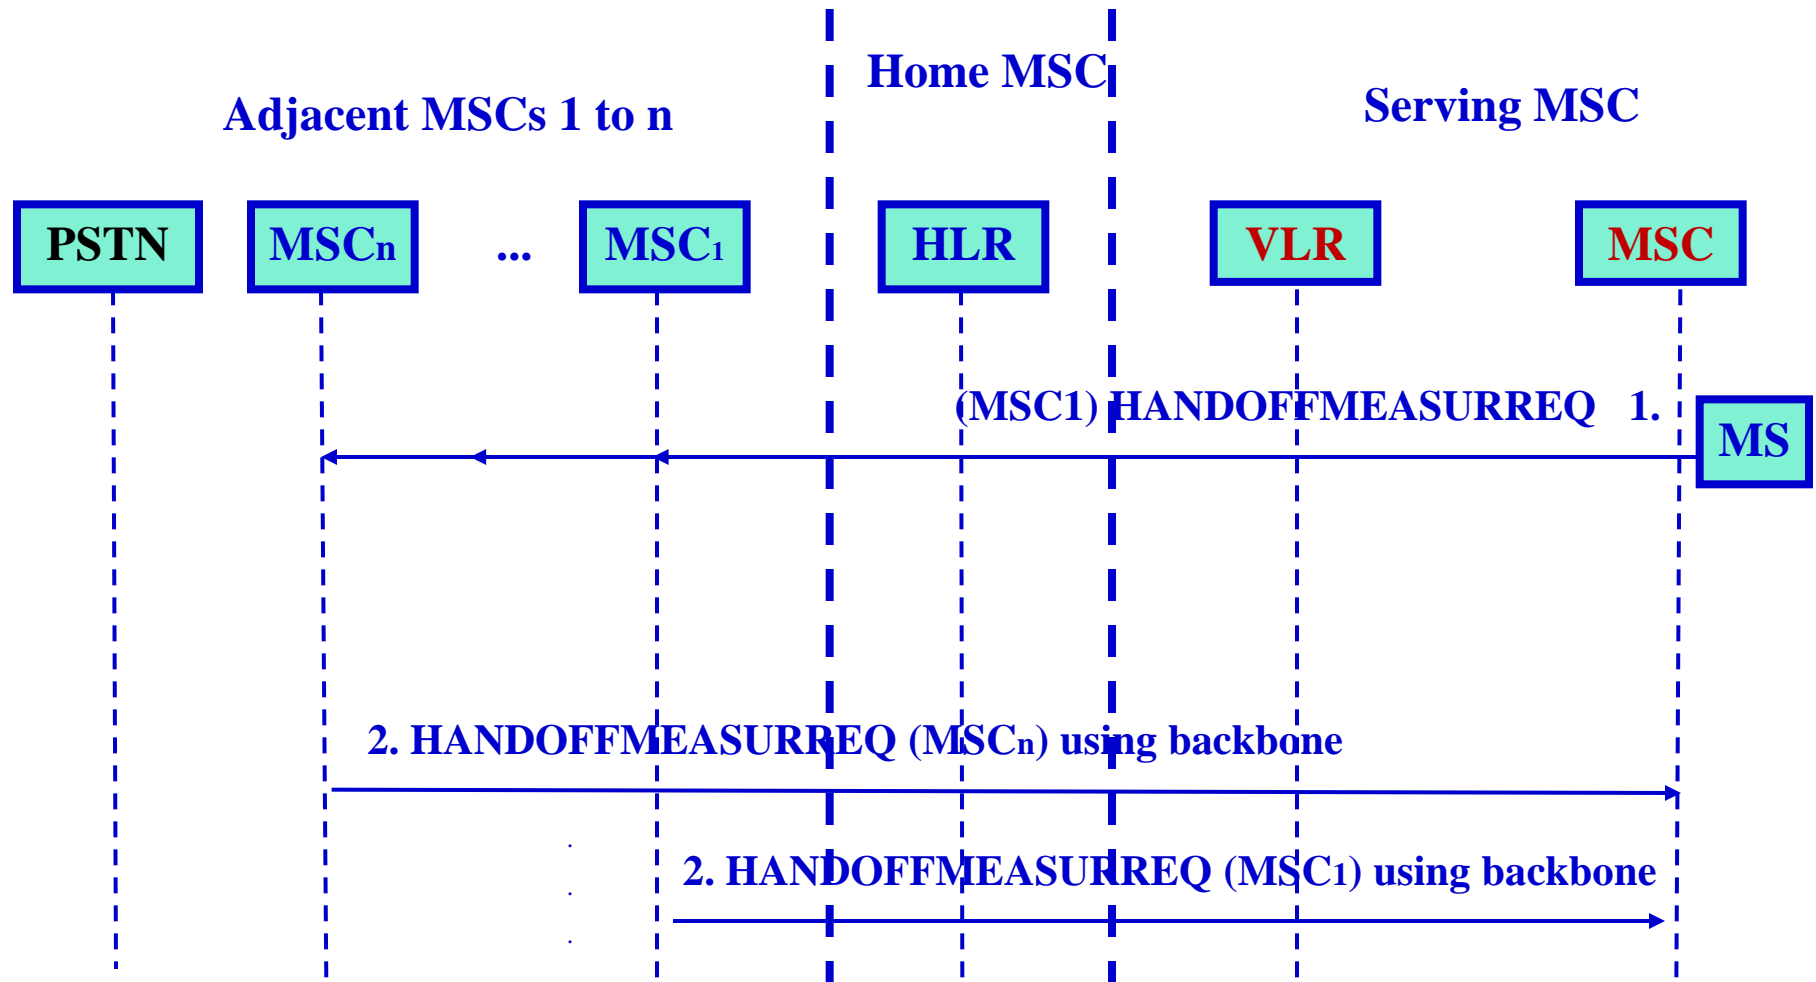 Home MSC
Adjacent MSCs 1 to n
Serving MSC
PSTN MSCn ... MSC1 HLR VLR MSC
(MSC1) HANDOFFMEASURREQ 1.
MS
2. HANDOFFMEASURREQ (MSCn) using backbone
.
2. HANDOFFMEASURREQ (MSC1) using backbone
.
.